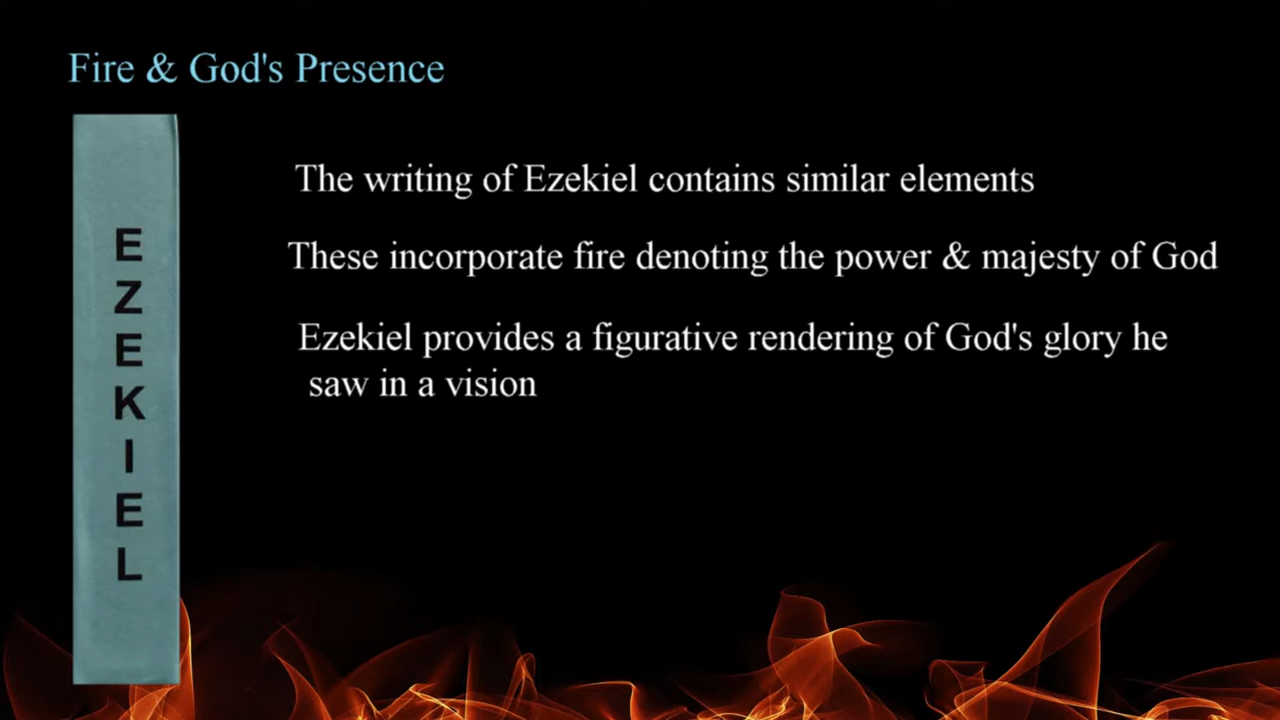 Fire & God's Presence
EZEKIEL
The writing of Ezekiel contains similar elements
These incorporate fire denoting the power & majesty of God
Ezekiel provides a figurative rendering of God's glory he
saw in a vision